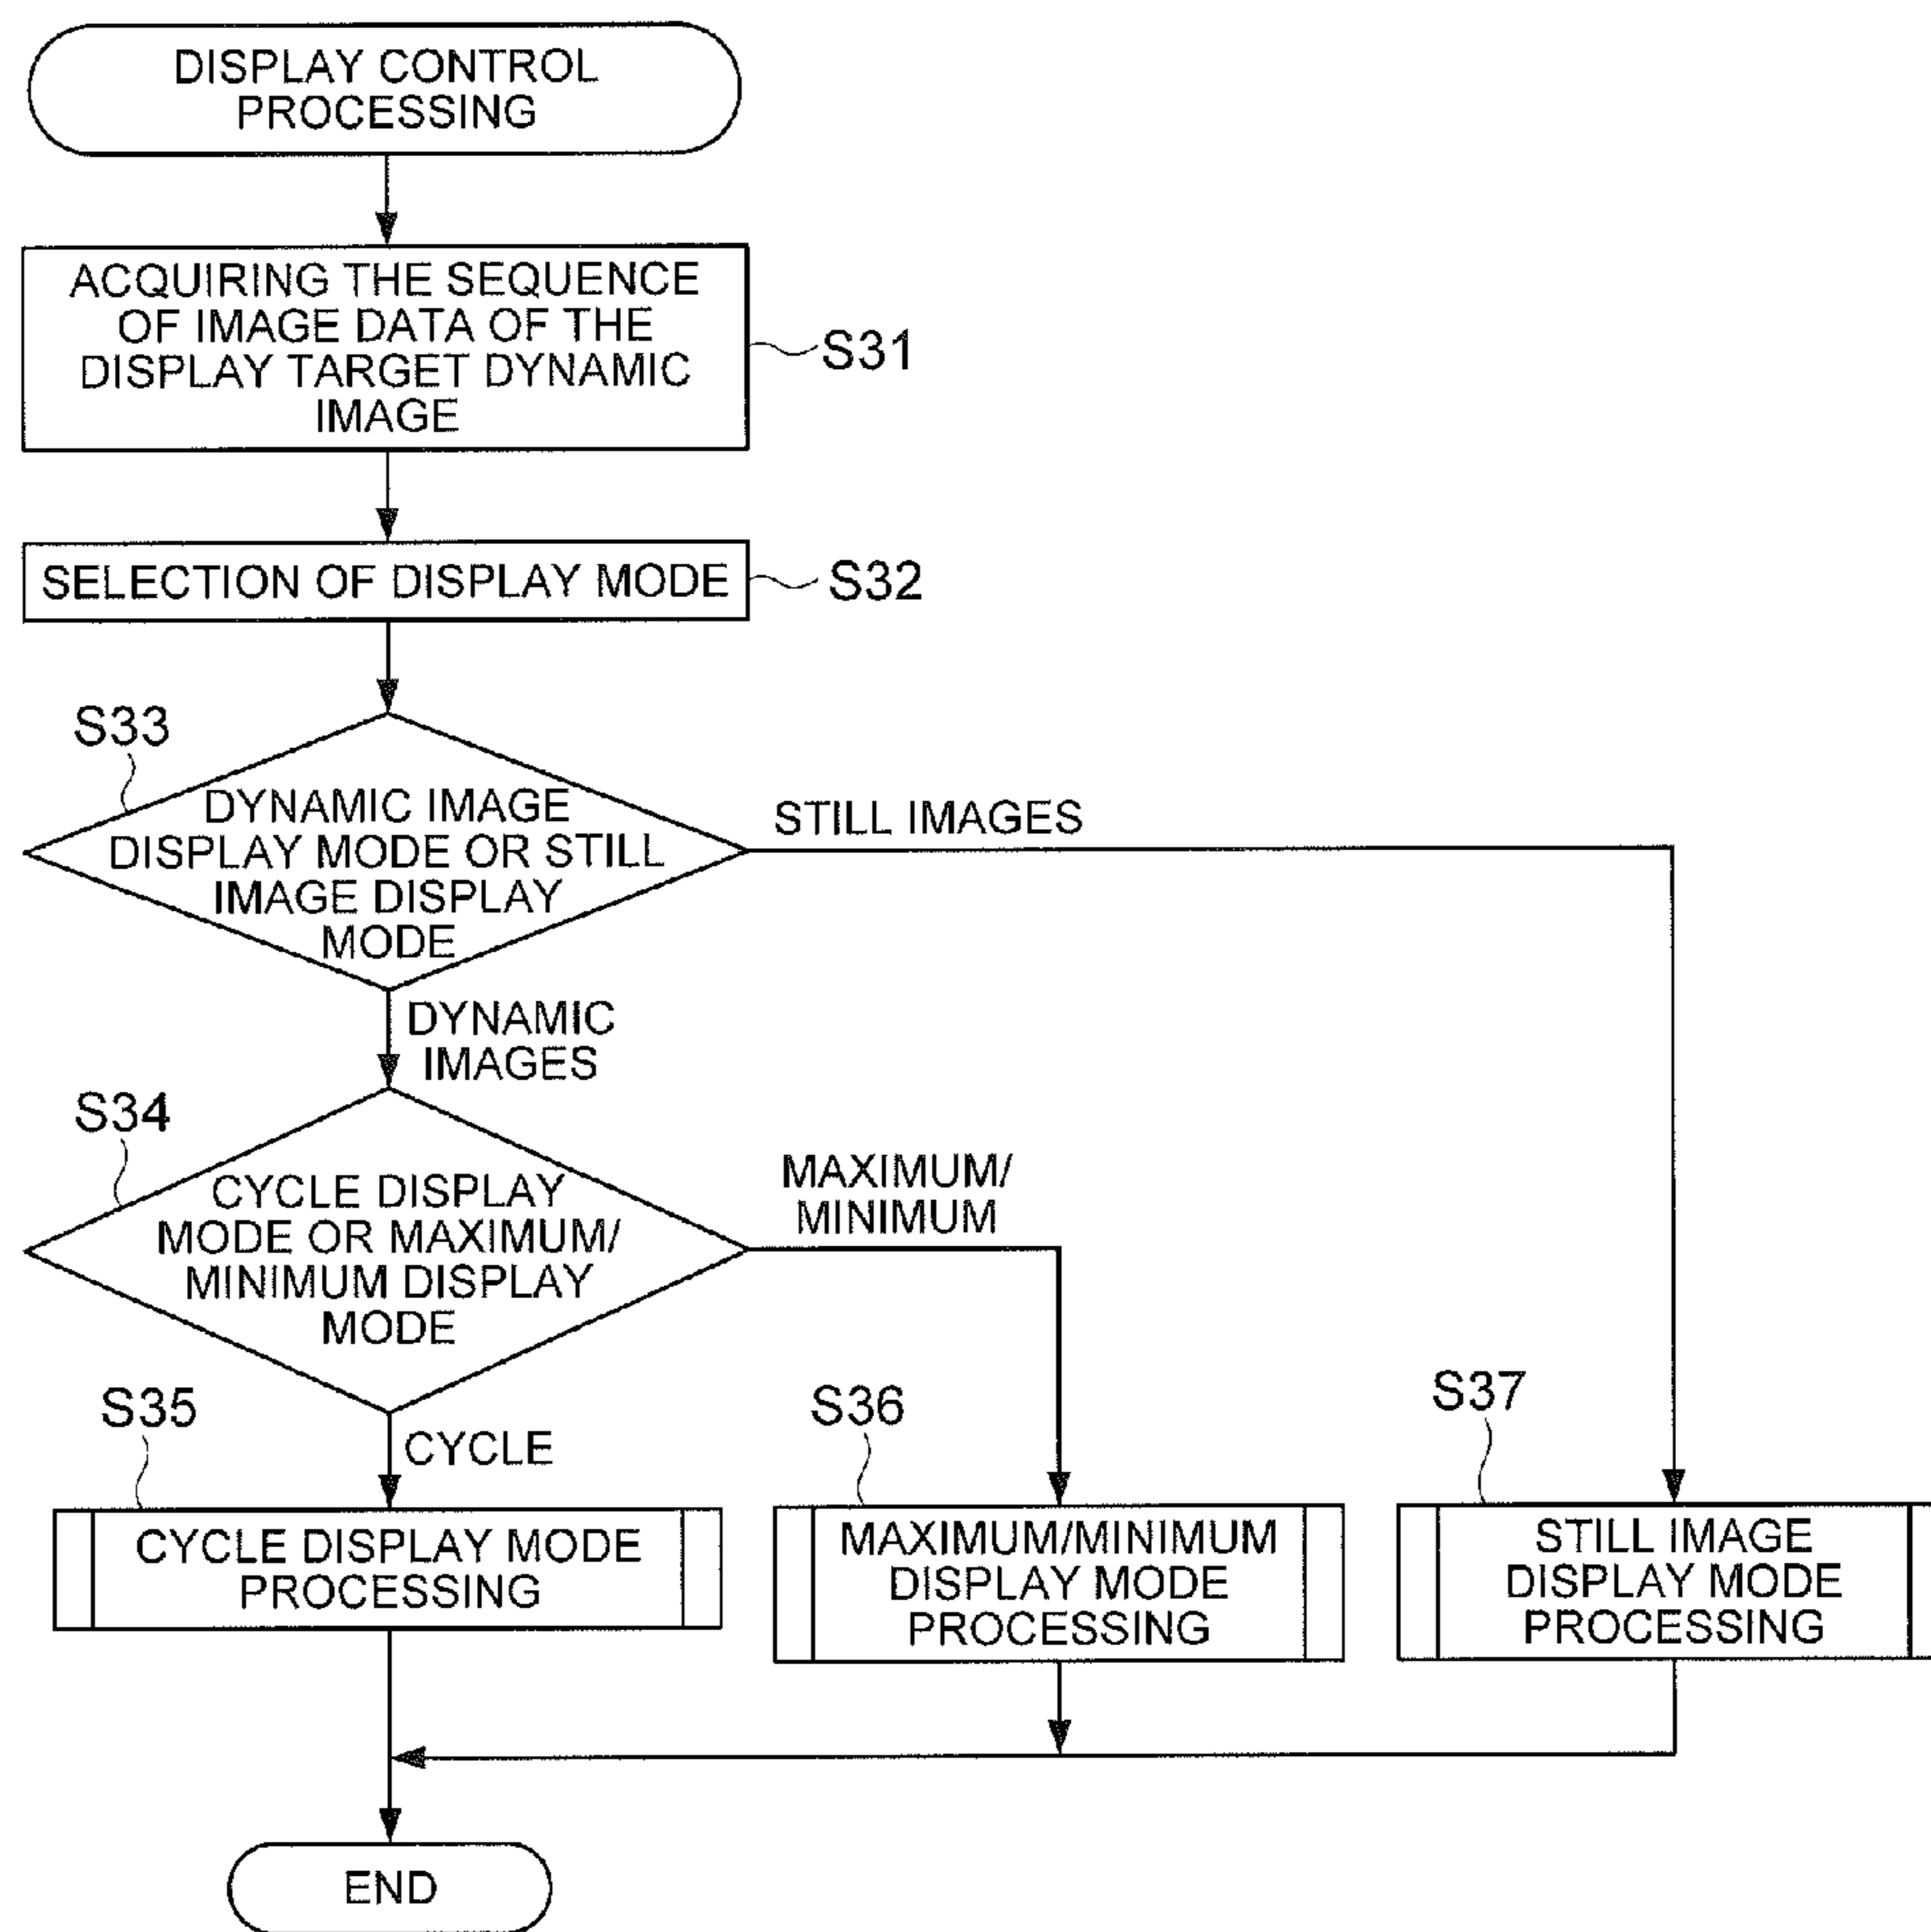 DISPLAY CONTROL
PROCESSING
ACQUIRING THE SEQUENCE
OF IMAGE DATA OF THE
DISPLAY TARGET DYNAMIC
IMAGE
S31
SELECTION OF DISPLAY MODE
S32
S33
DYNAMIC IMAGE
DISPLAY MODE OR STILL
IMAGE DISPLAY
MODE
STILL IMAGES
DYNAMIC
IMAGES
S34
CYCLE DISPLAY
MODE OR MAXIMUM/
MINIMUM DISPLAY
MODE
MAXIMUM/
MINIMUM
CYCLE
S35
CYCLE DISPLAY MODE
PROCESSING
S36
MAXIMUM/MINIMUM
DISPLAY MODE
PROCESSING
S37
STILL IMAGE
DISPLAY MODE
PROCESSING
END